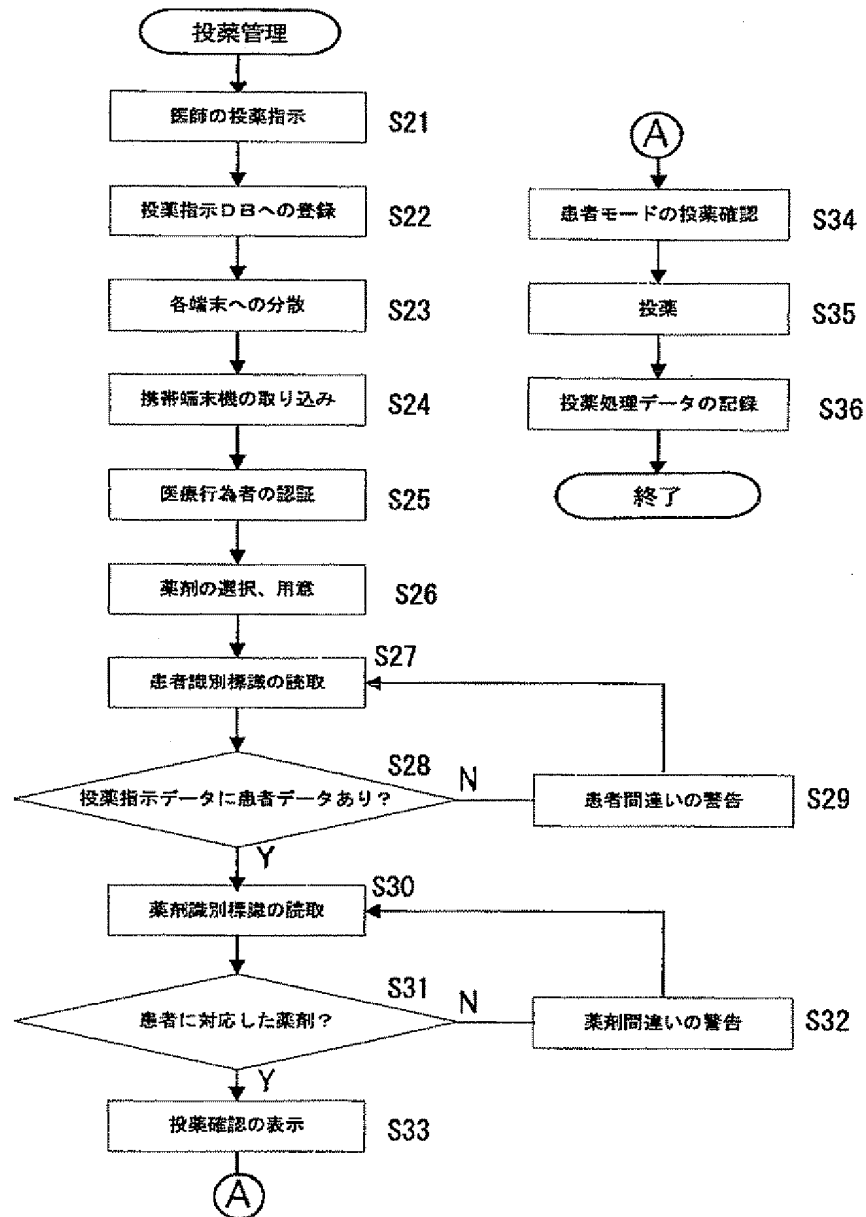 投薬管理
医師の投薬指示
S21
投薬指示DBへの登録
S22
各端末への分散
S23
携帯端末機の取り込み
S24
医療行為者の認証
S25
薬剤の選択、用意
S26
S27
患者識別標識の読取
S28
投薬指示データに患者データあり?
N
患者間違いの警告
S29
Y
S30
薬剤識別標識の読取
S31
患者に対応した薬剤?
N
薬剤間違いの警告
S32
Y
投薬確認の表示
S33
A
A
患者モードの投薬確認
S34
投薬
S35
投薬処理データの記録
S36
終了